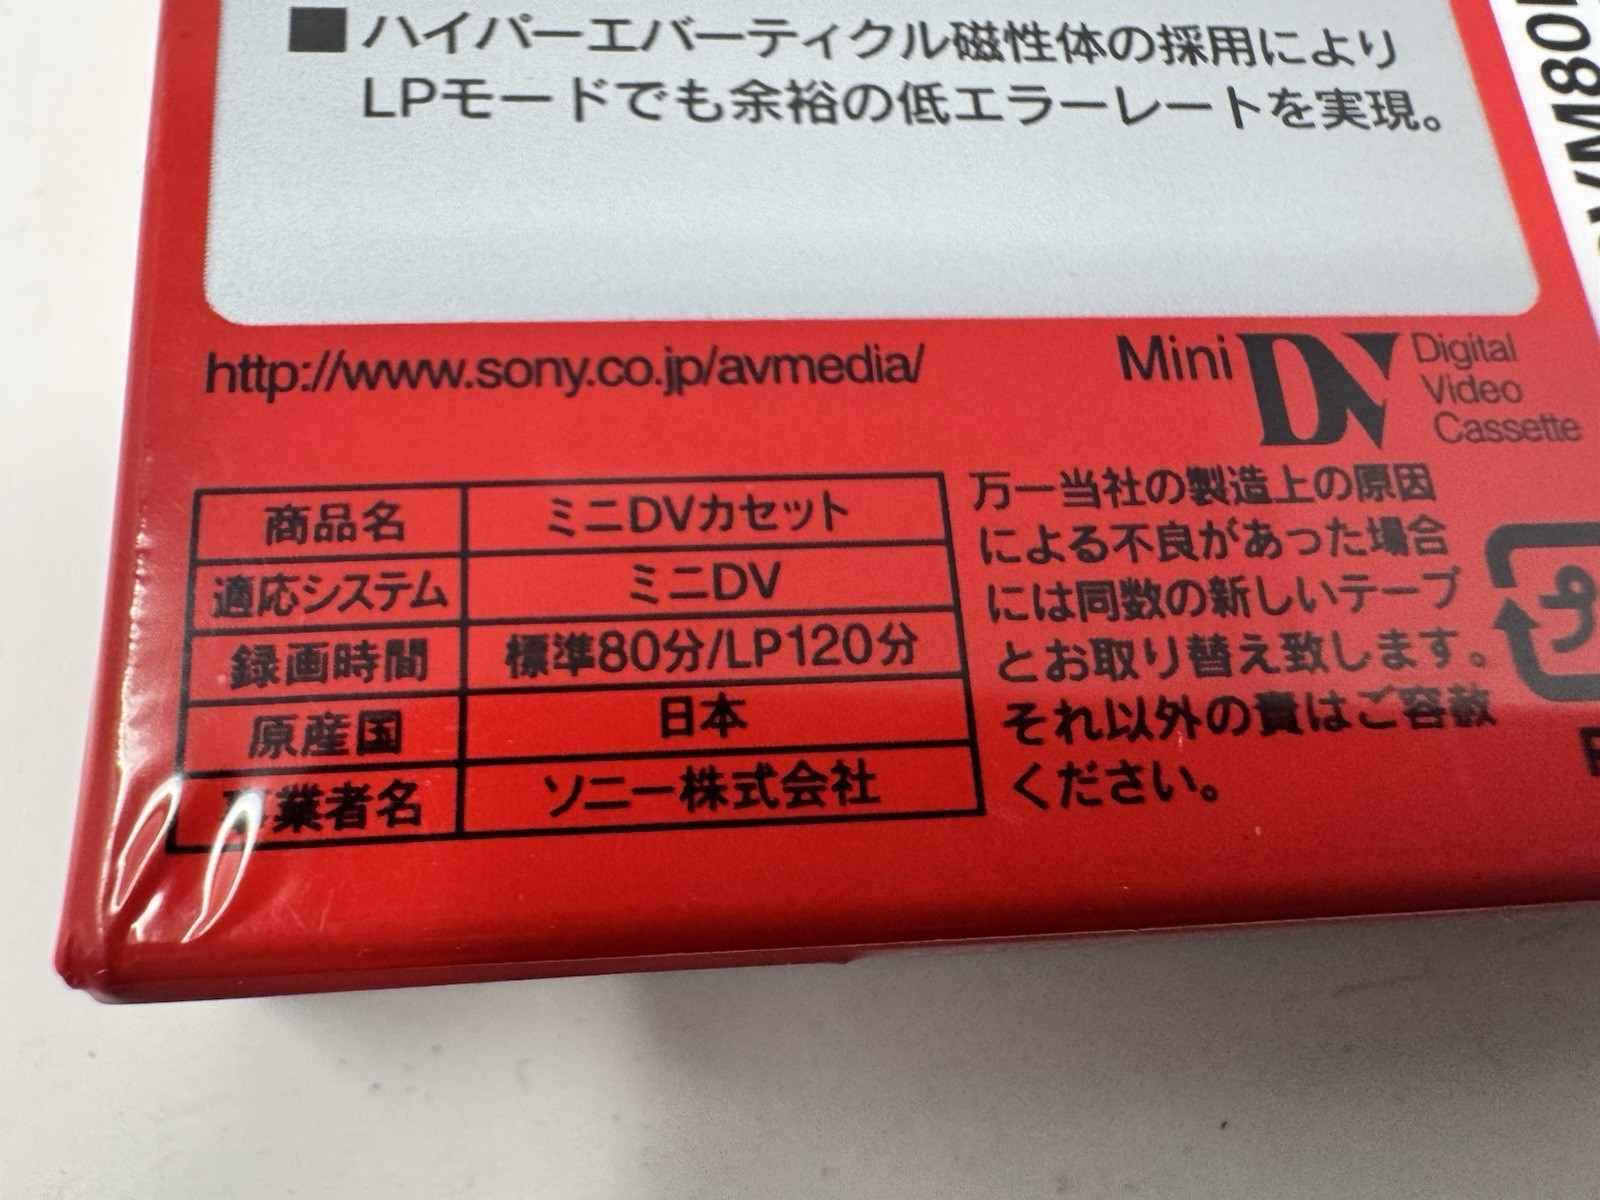 ■ハイパーエバーティクル磁性体の採用により
LPモードでも余裕の低エラーレートを実現。
http://www.sony.co.jp/avmedia/
Mini DV Digital
Video
Cassette
商品名 ミニDVカセット
適応システム ミニDV
録画時間 標準80分/LP120分
原産国 日本
事業者名 ソニー株式会社
万一当社の製造上の原因
による不良があった場合
には同数の新しいテープ
とお取り替え致します。
それ以外の責はご容赦
ください。
プ
VM80